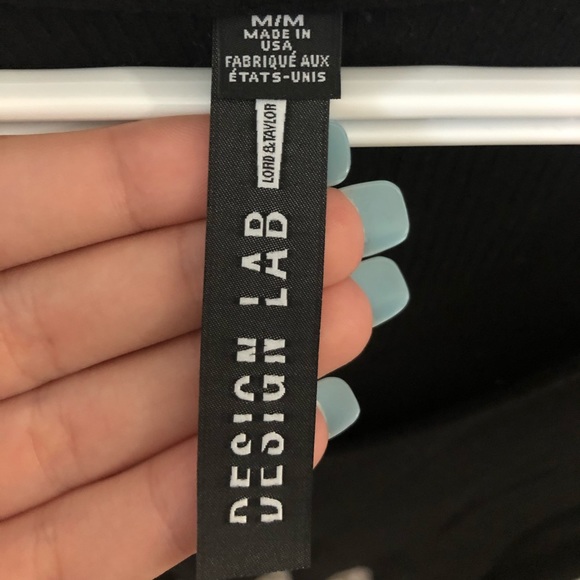 M/M
MADE IN
USA
FABRIQUÉ AUX
ÉTATS-UNIS
LORD & TAYLOR
DESIGN LAB